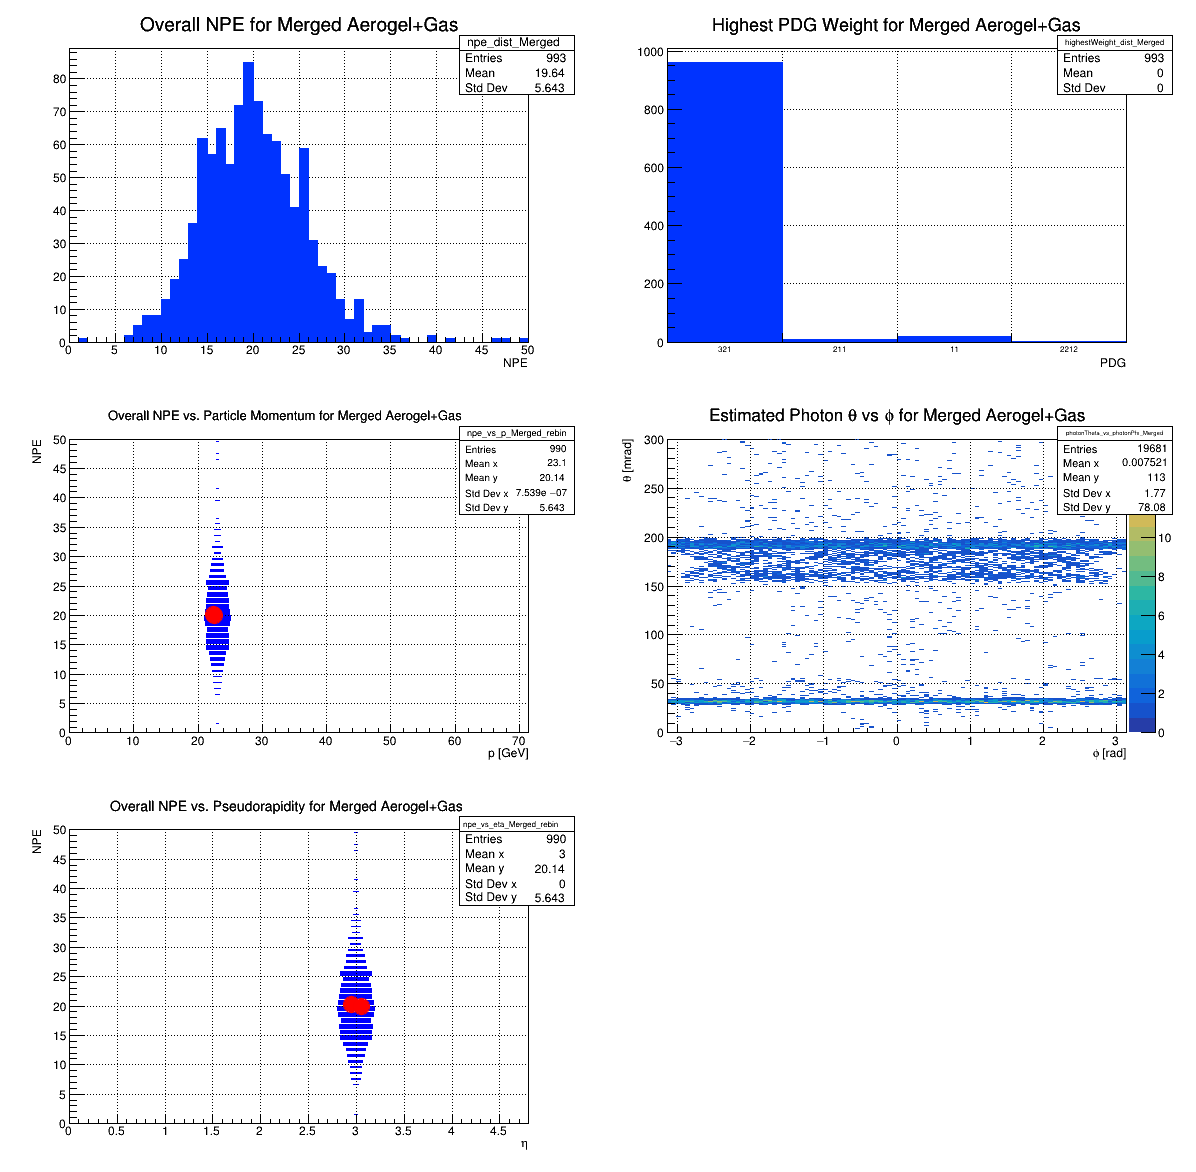 Overall NPE for Merged Aerogel+Gas
npe_dist_Merged
Entries 993
Mean 19.64
Std Dev 5.643
80
70
60
50
40
30
20
10
0
0 5 10 15 20 25 30 35 40 45 50
NPE
Highest PDG Weight for Merged Aerogel+Gas
highestWeight_dist_Merged
Entries 993
Mean 0
Std Dev 0
1000
800
600
400
200
0
321 211 11 2212
PDG
Overall NPE vs. Particle Momentum for Merged Aerogel+Gas
npe_vs_p_Merged_rebin
Entries 990
Mean x 23.1
Mean y 20.14
Std Dev x 7.539e −07
Std Dev y 5.643
NPE
50
45
40
35
30
25
20
15
10
5
0
0 10 20 30 40 50 60 70
p [GeV]
Estimated Photon θ vs ϕ for Merged Aerogel+Gas
photonTheta_vs_photonPhi_Merged
Entries 19681
Mean x 0.007521
Mean y 113
Std Dev x 1.77
Std Dev y 78.08
θ [mrad]
300
250
200
150
100
50
0
−3 −2 −1 0 1 2 3
ϕ [rad]
10
8
6
4
2
0
Overall NPE vs. Pseudorapidity for Merged Aerogel+Gas
npe_vs_eta_Merged_rebin
Entries 990
Mean x 3
Mean y 20.14
Std Dev x 0
Std Dev y 5.643
NPE
50
45
40
35
30
25
20
15
10
5
0
0 0.5 1 1.5 2 2.5 3 3.5 4 4.5
η